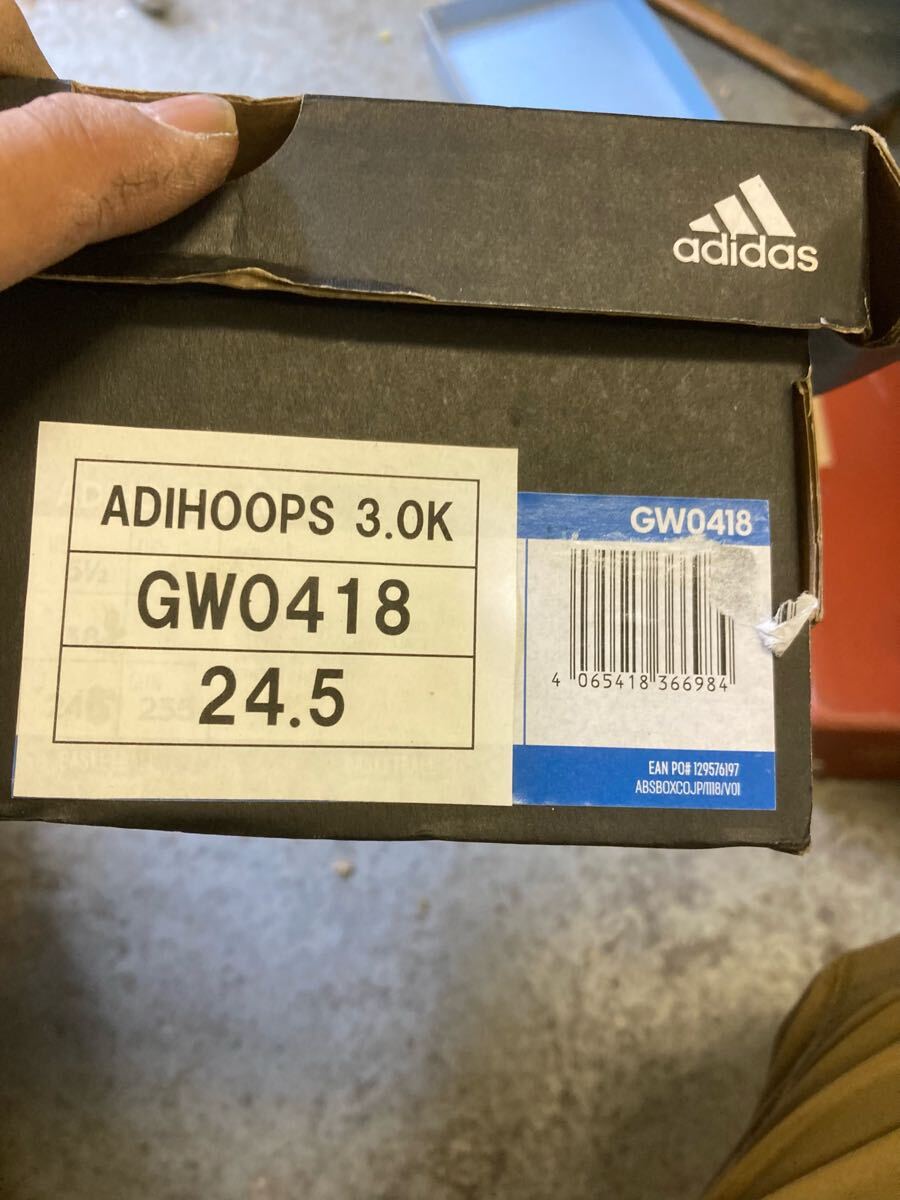 adidas
ADIHOOPS 3.0K
GW0418
24.5
GW0418
4 065418 366984
EAN PO# 129576197
ABSBOXCOJP/1118/V01